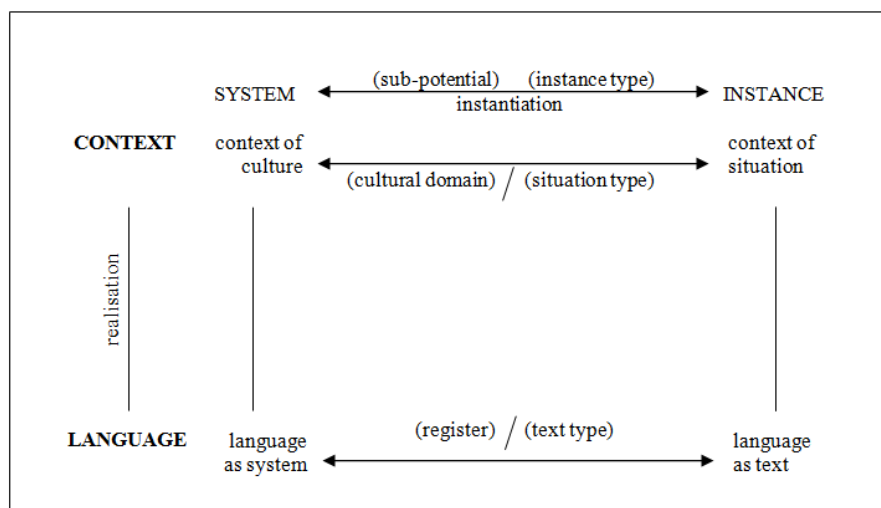 (sub-potential) (instance type)
SYSTEM INSTANCE
instantiation
CONTEXT context of culture context of situation
(cultural domain) / (situation type)
realisation
(register) / (text type)
LANGUAGE language as system language as text